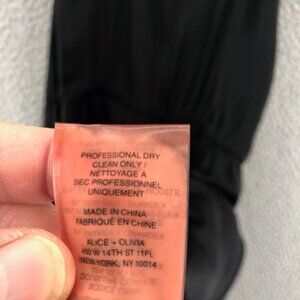 PROFESSIONAL DRY
CLEAN ONLY /
NETTOYAGE A
SEC PROFESSIONNEL
UNIQUEMENT
MADE IN CHINA
FABRIQUÉ EN CHINE
ALICE + OLIVIA
450 W 14TH ST 11FL
NEW YORK, NY 10014